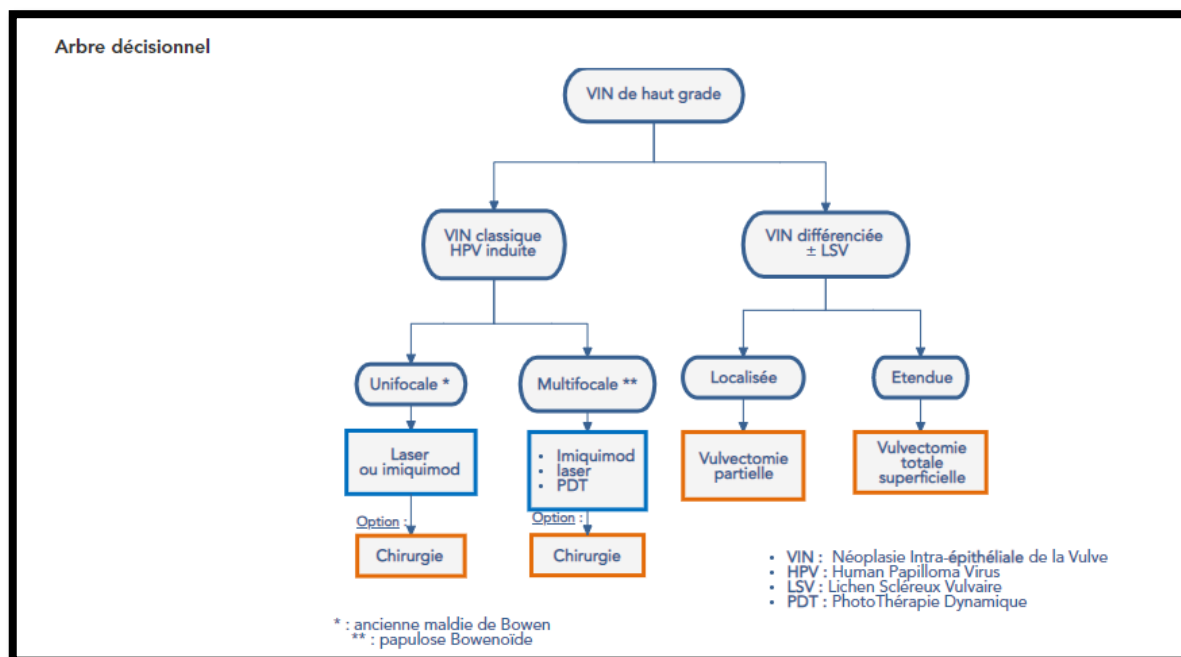 Arbre décisionnel
VIN de haut grade
VIN classique
HPV induite
VIN différenciée
± LSV
Unifocale *
Multifocale **
Localisée
Etendue
Laser
ou imiquimod
• Imiquimod
• laser
• PDT
Vulvectomie
partielle
Vulvectomie
totale
superficielle
Option :
Option :
Chirurgie
Chirurgie
• VIN : Néoplasie Intra-épithéliale de la Vulve
• HPV : Human Papilloma Virus
• LSV : Lichen Scléreux Vulvaire
• PDT : PhotoThérapie Dynamique
* : ancienne maldie de Bowen
** : papulose Bowenoïde